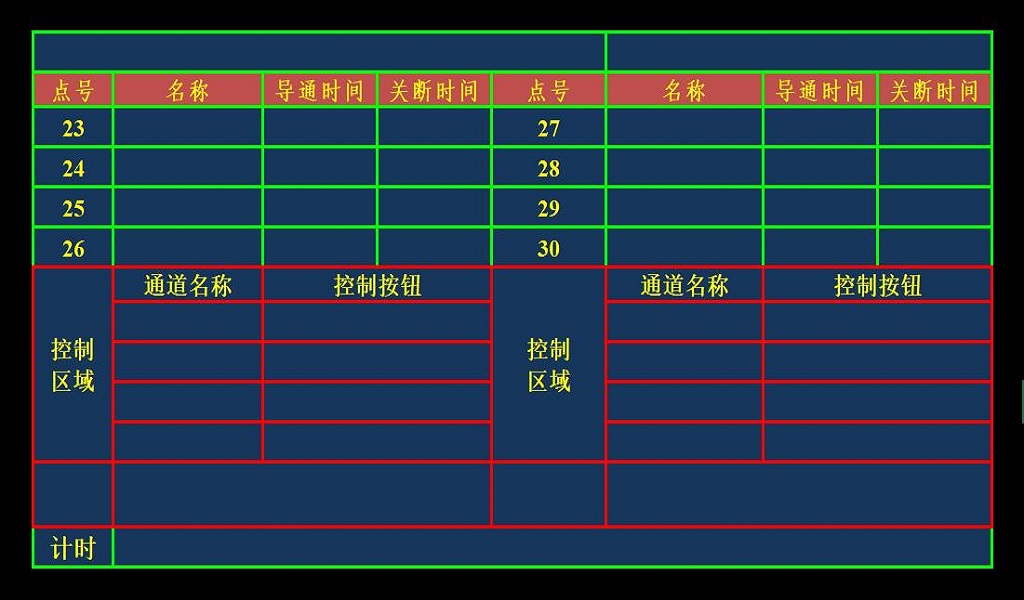 点号 名称 导通时间 关断时间 点号 名称 导通时间 关断时间
23 27
24 28
25 29
26 30
通道名称 控制按钮 通道名称 控制按钮
控制 控制
区域 区域
计时